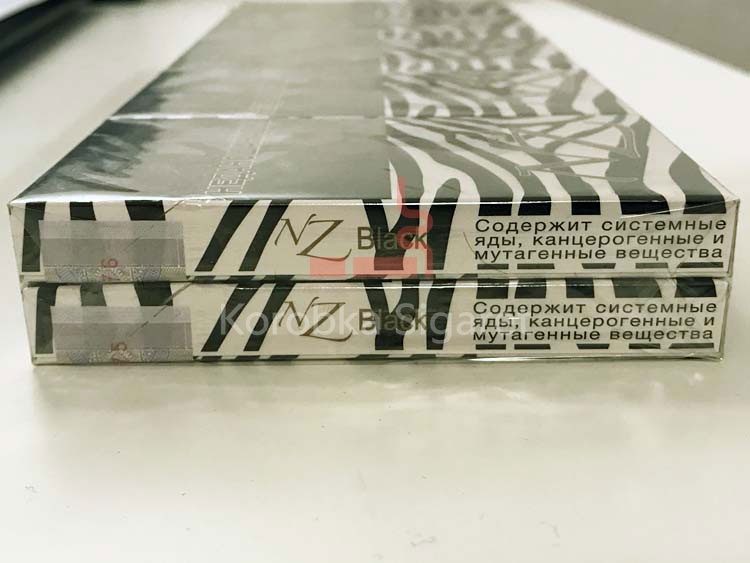 NZ Black
Содержит системные
яды, канцерогенные и
мутагенные вещества
NZ Black
Содержит системные
яды, канцерогенные и
мутагенные вещества